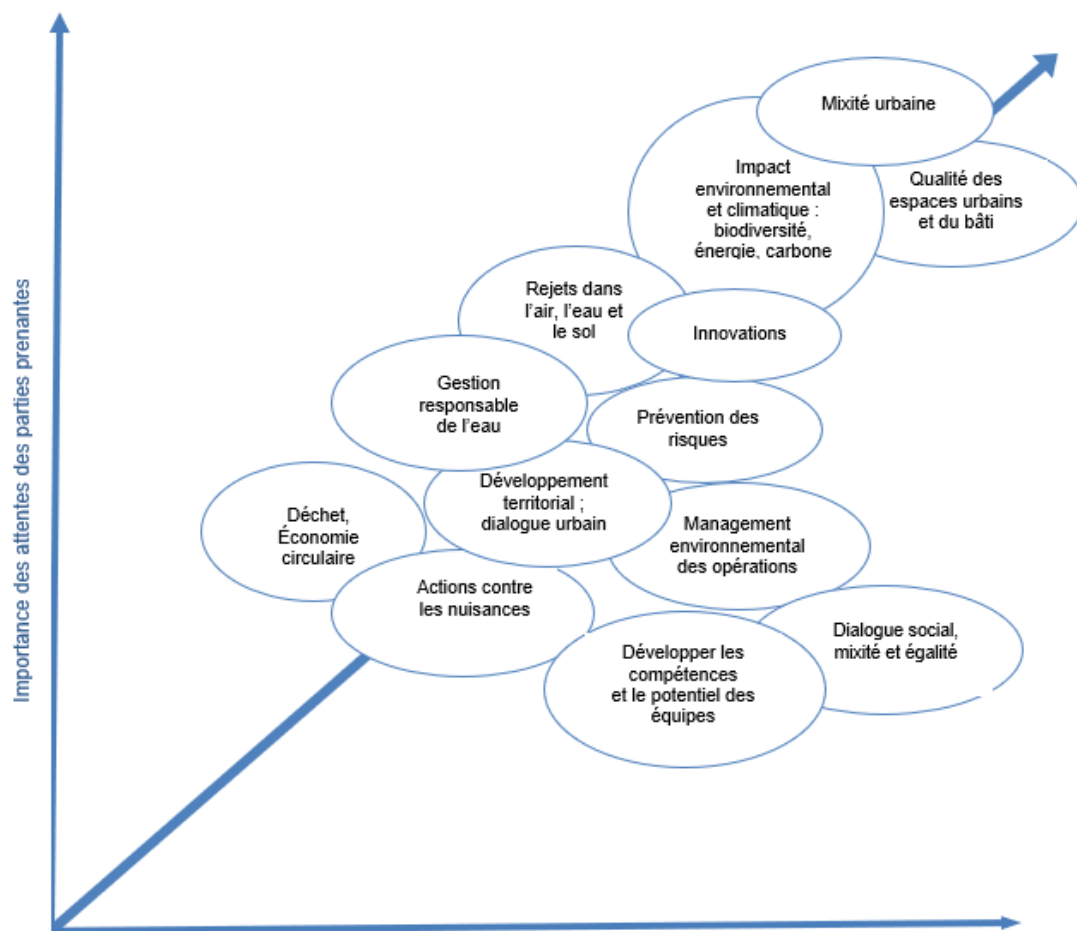 Mixité urbaine
Impact
environnemental
et climatique :
biodiversité,
énergie, carbone
Qualité des
espaces urbains
et du bâti
Rejets dans
l’air, l’eau et
le sol
Innovations
Gestion
responsable
de l’eau
Prévention des
risques
Développement
territorial ;
dialogue urbain
Déchet,
Économie
circulaire
Management
environnemental
des opérations
Actions contre
les nuisances
Dialogue social,
mixité et égalité
Développer les
compétences
et le potentiel des
équipes
Importance des attentes des parties prenantes